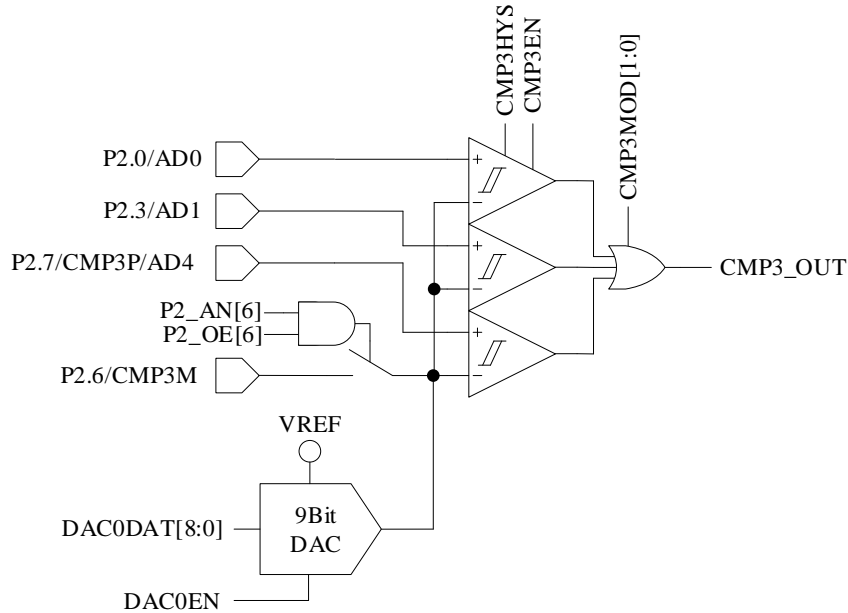 CMP3HYS
CMP3EN
CMP3MOD[1:0]
P2.0/AD0
P2.3/AD1
P2.7/CMP3P/AD4
P2_AN[6]
P2_OE[6]
P2.6/CMP3M
+
−
+
−
+
−
CMP3_OUT
VREF
DAC0DAT[8:0]
9Bit
DAC
DAC0EN